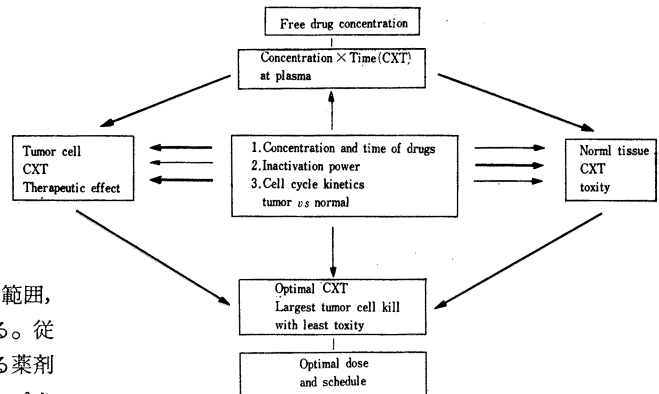 Free drug concentration
Concentration × Time (CXT)
at plasma
Tumor cell
CXT
Therapeutic effect
1. Concentration and time of drugs
2. Inactivation power
3. Cell cycle kinetics
tumor vs normal
Norml tissue
CXT
toxity
Optimal CXT
Largest tumor cell kill
with least toxity
Optimal dose
and schedule
範囲,
る。従
る薬剤